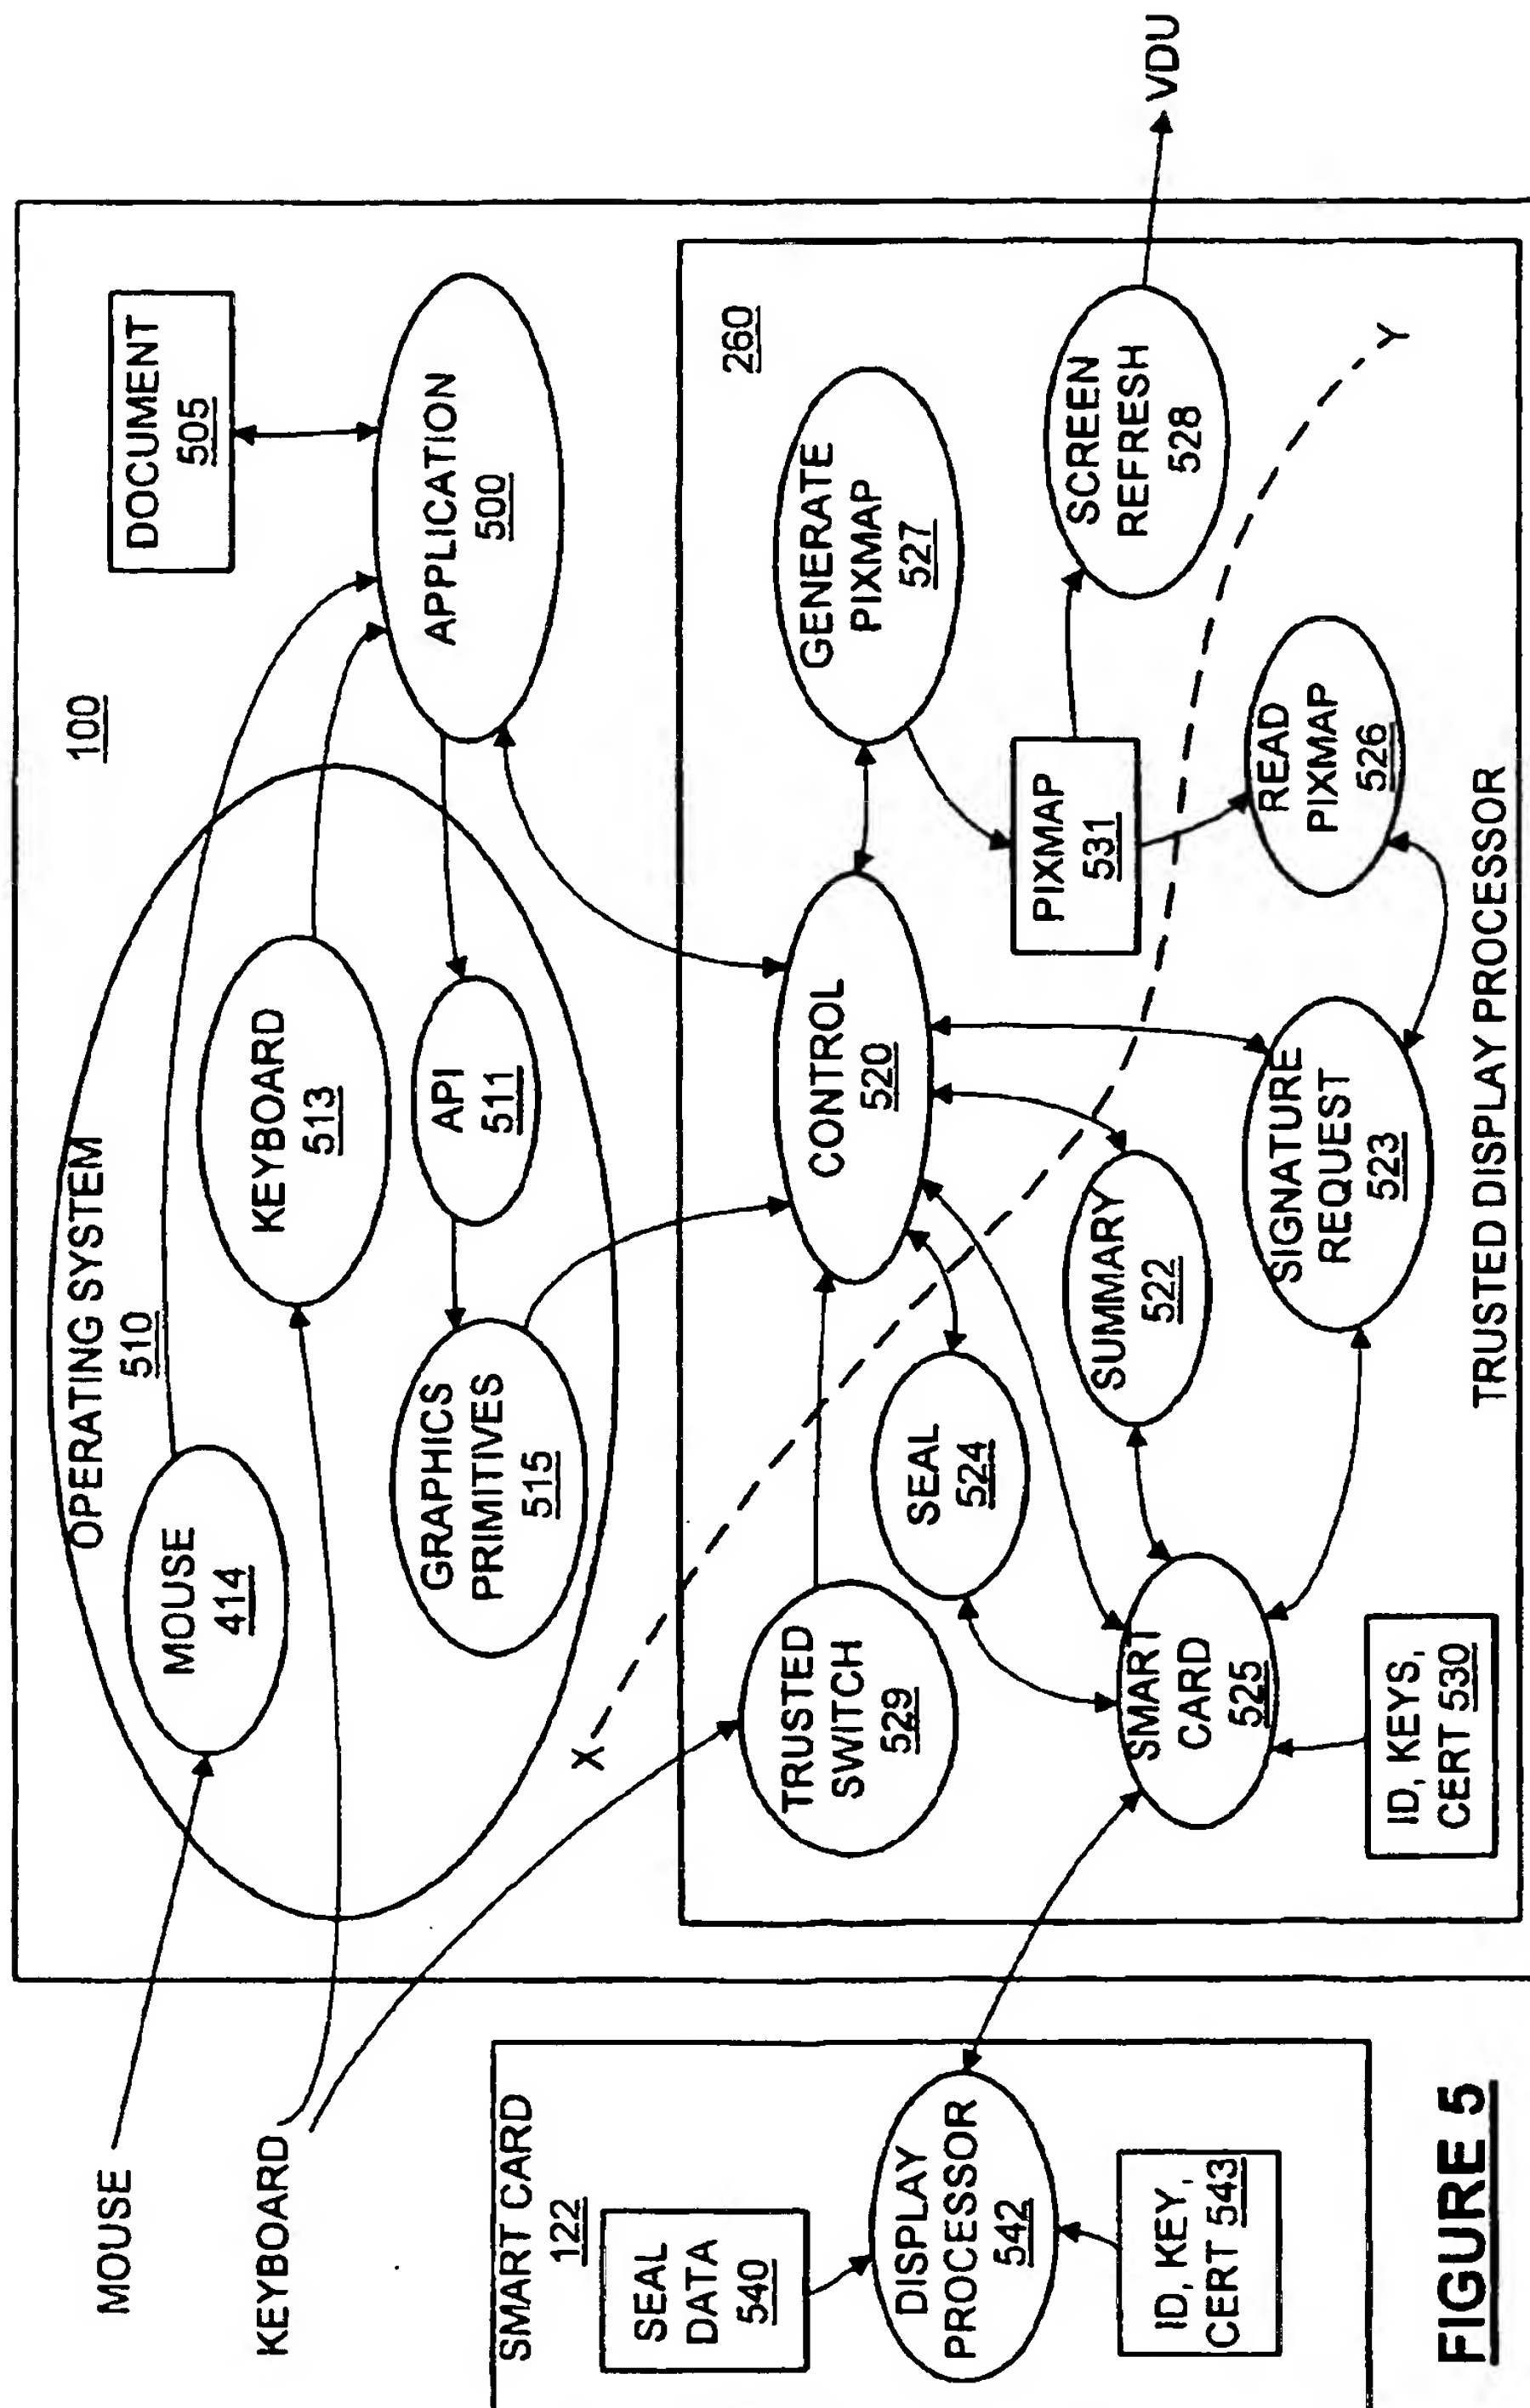 MOUSE
KEYBOARD
SMART CARD
122
SEAL
DATA
540
DISPLAY
PROCESSOR
542
ID, KEY,
CERT 543
FIGURE 5
100
OPERATING SYSTEM
510
MOUSE
414
KEYBOARD
513
API
511
GRAPHICS
PRIMITIVES
515
DOCUMENT
505
APPLICATION
500
X
260
TRUSTED
SWITCH
529
CONTROL
520
GENERATE
PIXMAP
527
SEAL
524
PIXMAP
531
SCREEN
REFRESH
528
VDU
SMART
CARD
525
SUMMARY
522
SIGNATURE
REQUEST
523
READ
PIXMAP
526
Y
ID, KEYS,
CERT 530
TRUSTED DISPLAY PROCESSOR